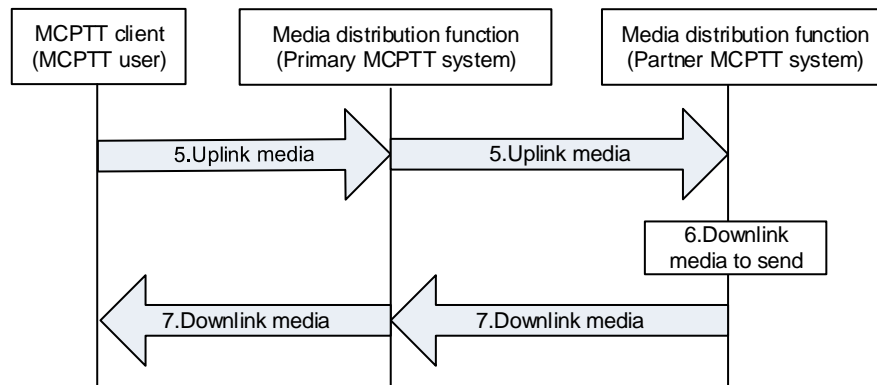 MCPTT client
(MCPTT user)
Media distribution function
(Primary MCPTT system)
Media distribution function
(Partner MCPTT system)
5.Uplink media
5.Uplink media
6.Downlink
media to send
7.Downlink media
7.Downlink media